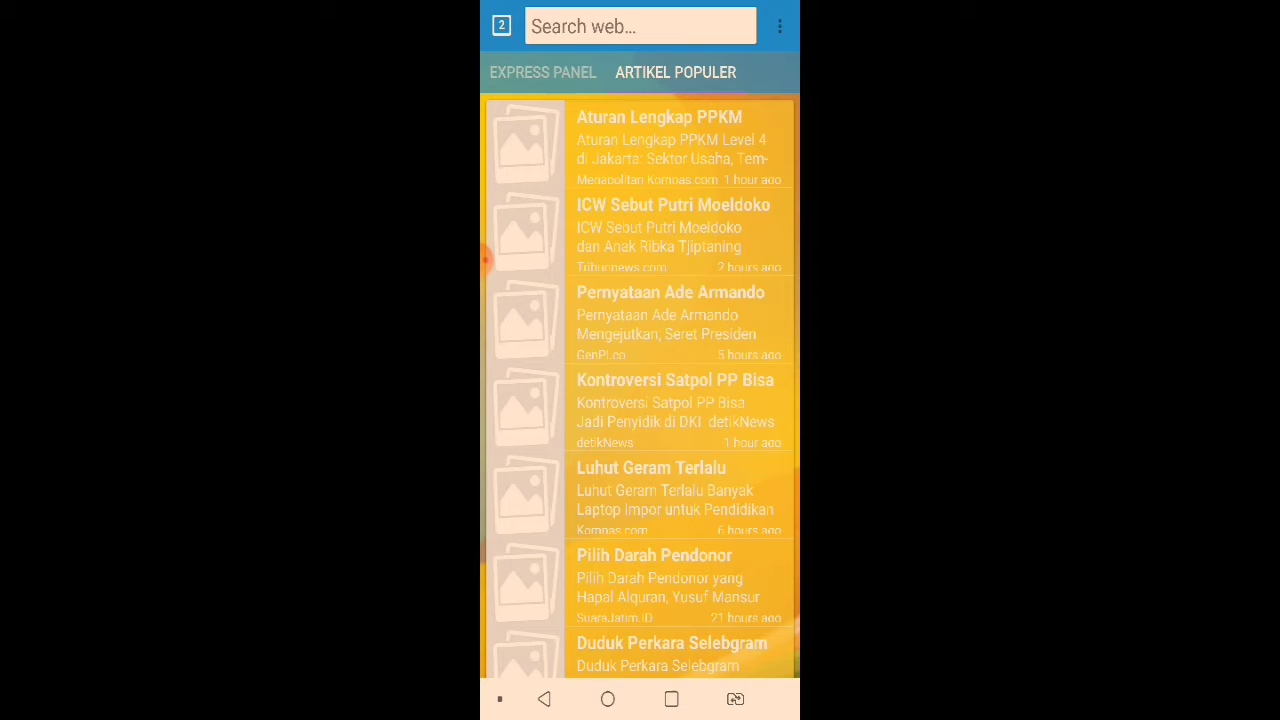 2
Search web...
EXPRESS PANEL
ARTIKEL POPULER
Aturan Lengkap PPKM
Aturan Lengkap PPKM Level 4
di Jakarta: Sektor Usaha, Tem-
Megapolitan Kompas.com 1 hour ago
ICW Sebut Putri Moeldoko
ICW Sebut Putri Moeldoko
dan Anak Ribka Tjiptaning
Tribunnews.com 2 hours ago
Pernyataan Ade Armando
Pernyataan Ade Armando
Mengejutkan, Seret Presiden
GenPI.co 5 hours ago
Kontroversi Satpol PP Bisa
Kontroversi Satpol PP Bisa
Jadi Penyidik di DKI detikNews
detikNews 1 hour ago
Luhut Geram Terlalu
Luhut Geram Terlalu Banyak
Laptop Impor untuk Pendidikan
Kompas.com 6 hours ago
Pilih Darah Pendonor
Pilih Darah Pendonor yang
Hapal Alquran, Yusuf Mansur
SuaraJatim.ID 21 hours ago
Duduk Perkara Selebgram
Duduk Perkara Selebgram